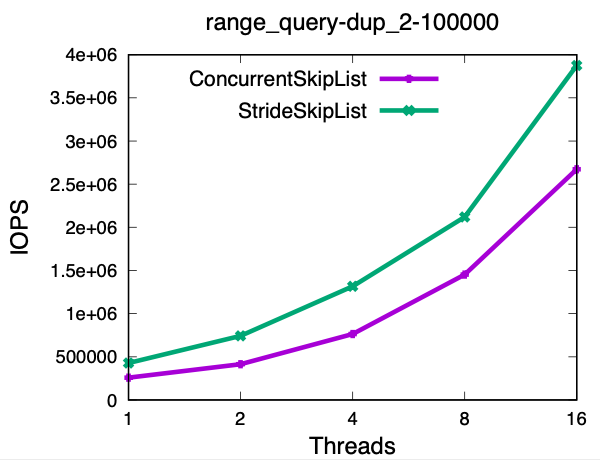 range_query-dup_2-100000
4e+06
3.5e+06
3e+06
2.5e+06
2e+06
1.5e+06
1e+06
500000
0
IOPS
ConcurrentSkipList
StrideSkipList
1 2 4 8 16
Threads